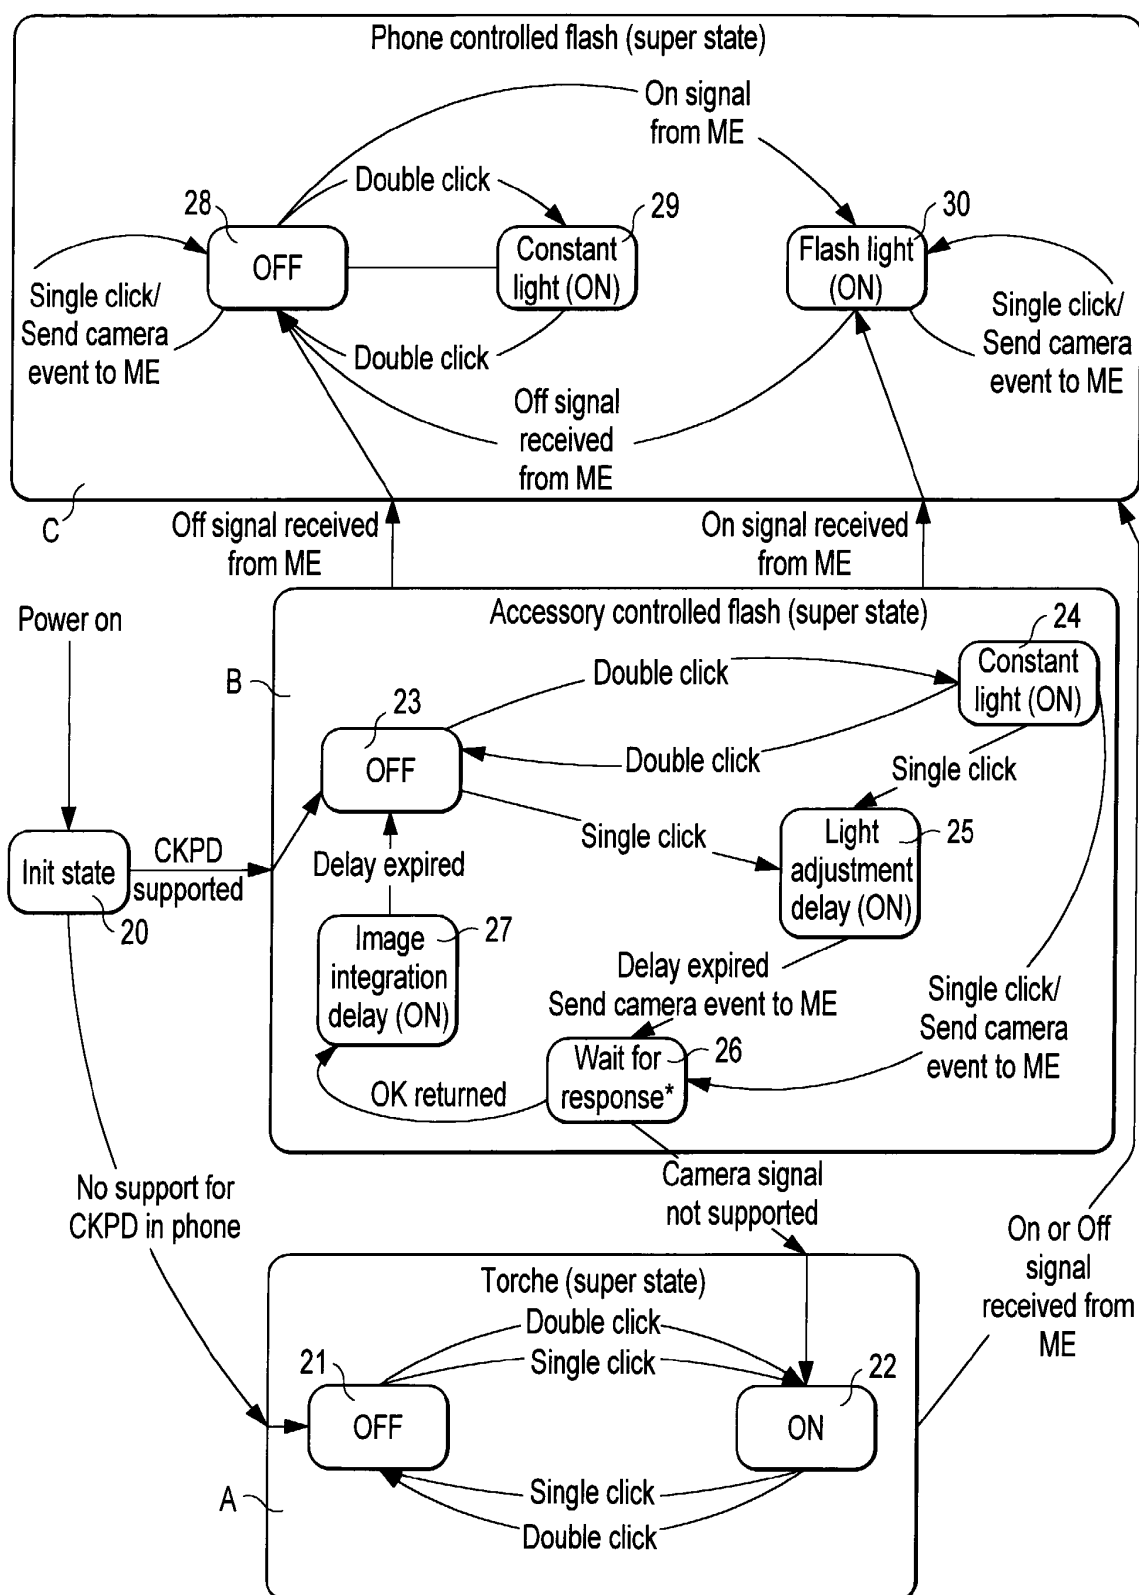 Phone controlled flash (super state)
On signal
from ME
Double click
28
29
30
OFF
Constant
light (ON)
Flash light
(ON)
Single click/
Send camera
event to ME
Single click/
Send camera
event to ME
Double click
Off signal
received
from ME
C
Off signal received
from ME
On signal received
from ME
Power on
Accessory controlled flash (super state)
24
B
Double click
Constant
light (ON)
23
OFF
Double click
Single click
Single click
Light
adjustment
delay (ON)
25
Init state
20
CKPD
supported
Delay expired
Image
integration
delay (ON)
27
Delay expired
Send camera event to ME
Single click/
Send camera
event to ME
Wait for
response*
26
OK returned
Camera signal
not supported
No support for
CKPD in phone
On or Off
signal
received from
ME
Torche (super state)
Double click
Single click
21
22
OFF
ON
Single click
Double click
A